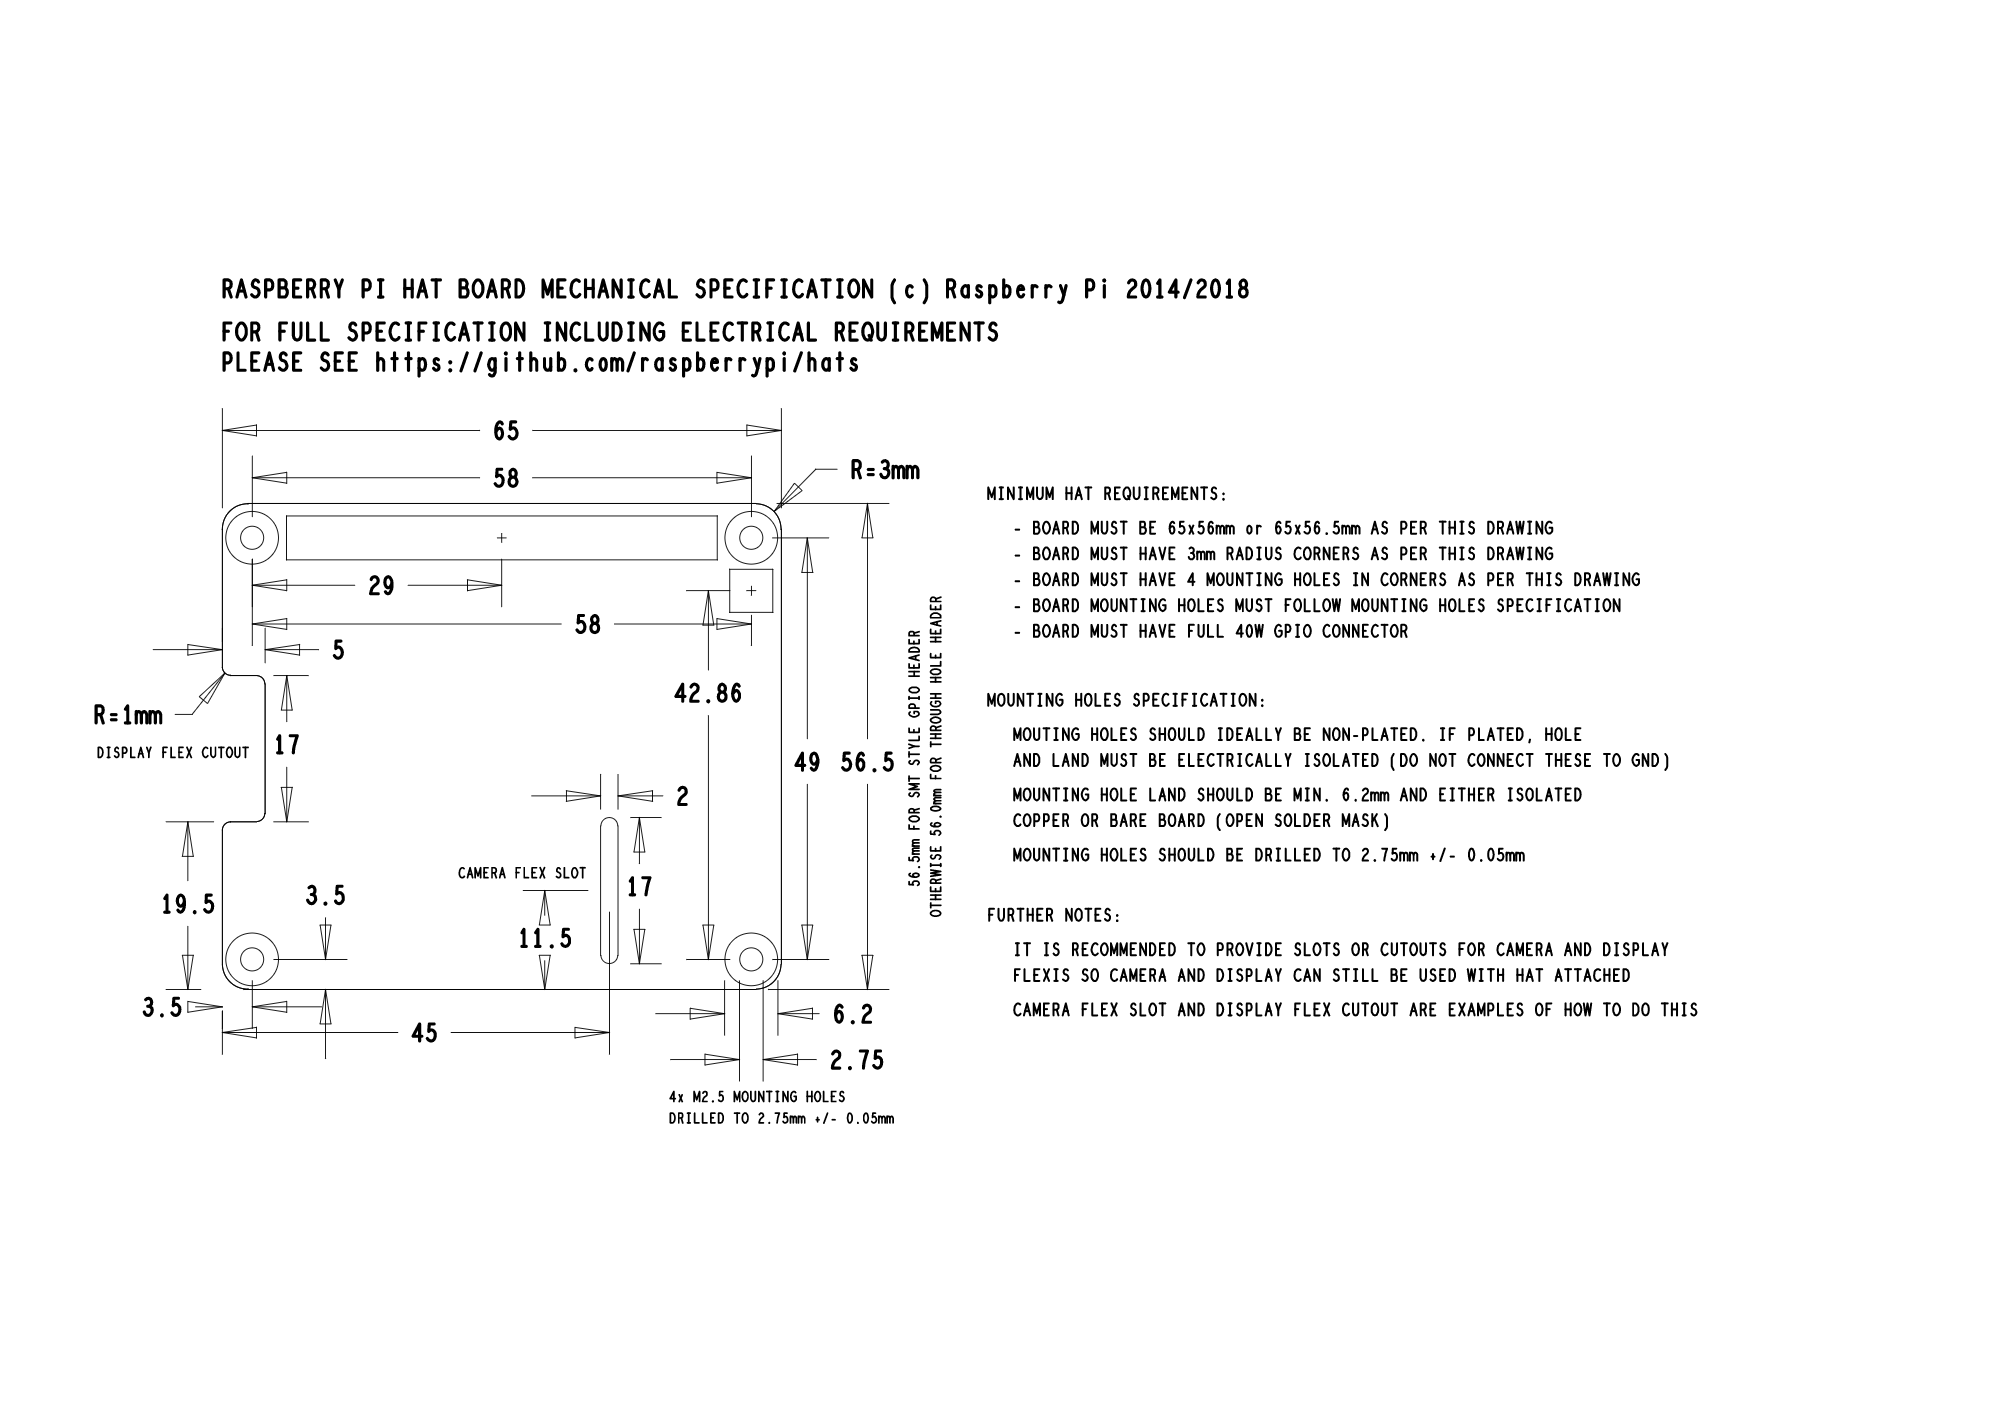 RASPBERRY PI HAT BOARD MECHANICAL SPECIFICATION (c) Raspberry Pi 2014/2018
FOR FULL SPECIFICATION INCLUDING ELECTRICAL REQUIREMENTS
PLEASE SEE https://github.com/raspberrypi/hats
65
58
R=3mm
29
58
5
R=1mm
DISPLAY FLEX CUTOUT
17
42.86
49
56.5
56.5mm FOR SMT STYLE GPIO HEADER
OTHERWISE 56.0mm FOR THROUGH HOLE HEADER
2
CAMERA FLEX SLOT
17
19.5
3.5
11.5
3.5
45
6.2
2.75
4x M2.5 MOUNTING HOLES
DRILLED TO 2.75mm +/- 0.05mm
MINIMUM HAT REQUIREMENTS:
- BOARD MUST BE 65x56mm or 65x56.5mm AS PER THIS DRAWING
- BOARD MUST HAVE 3mm RADIUS CORNERS AS PER THIS DRAWING
- BOARD MUST HAVE 4 MOUNTING HOLES IN CORNERS AS PER THIS DRAWING
- BOARD MOUNTING HOLES MUST FOLLOW MOUNTING HOLES SPECIFICATION
- BOARD MUST HAVE FULL 40W GPIO CONNECTOR
MOUNTING HOLES SPECIFICATION:
MOUTING HOLES SHOULD IDEALLY BE NON-PLATED. IF PLATED, HOLE
AND LAND MUST BE ELECTRICALLY ISOLATED (DO NOT CONNECT THESE TO GND)
MOUNTING HOLE LAND SHOULD BE MIN. 6.2mm AND EITHER ISOLATED
COPPER OR BARE BOARD (OPEN SOLDER MASK)
MOUNTING HOLES SHOULD BE DRILLED TO 2.75mm +/- 0.05mm
FURTHER NOTES:
IT IS RECOMMENDED TO PROVIDE SLOTS OR CUTOUTS FOR CAMERA AND DISPLAY
FLEXIS SO CAMERA AND DISPLAY CAN STILL BE USED WITH HAT ATTACHED
CAMERA FLEX SLOT AND DISPLAY FLEX CUTOUT ARE EXAMPLES OF HOW TO DO THIS